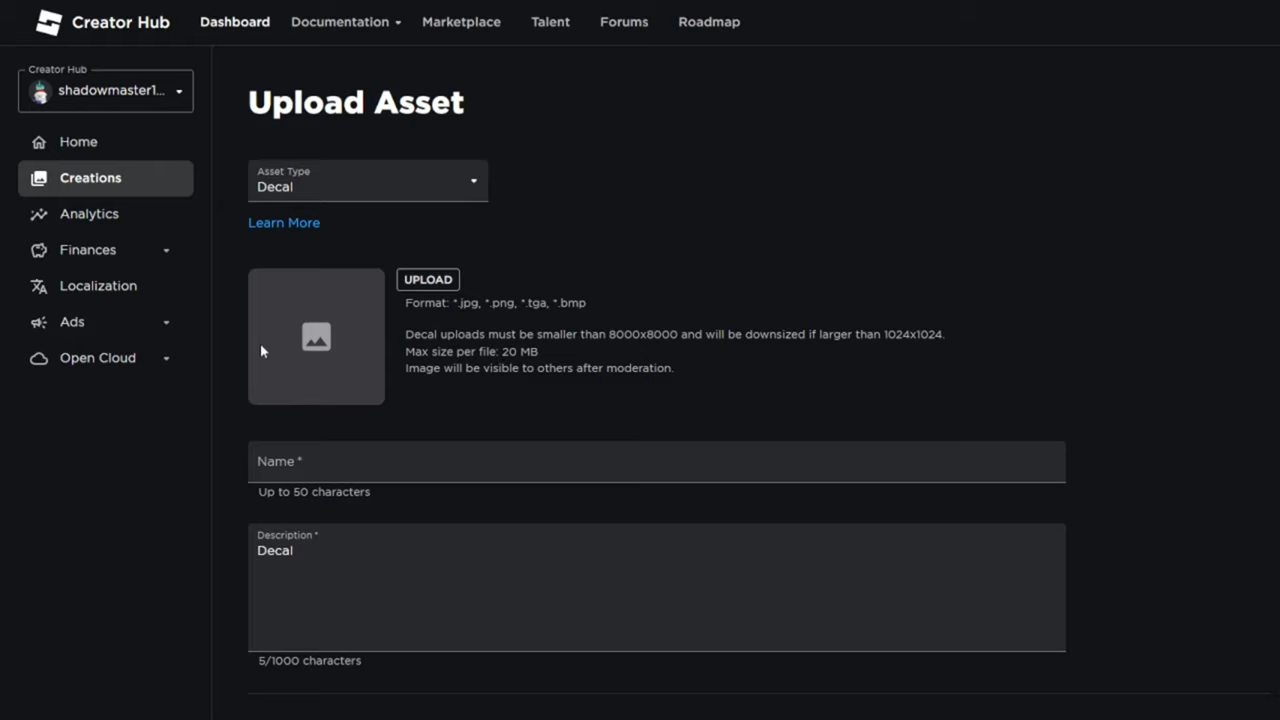 Creator Hub Dashboard Documentation Marketplace Talent Forums Roadmap
Creator Hub
shadowmaster1...
Home
Creations
Analytics
Finances
Localization
Ads
Open Cloud
Upload Asset
Asset Type
Decal
Learn More
UPLOAD
Format: *.jpg, *.png, *.tga, *.bmp
Decal uploads must be smaller than 8000x8000 and will be downsized if larger than 1024x1024.
Max size per file: 20 MB
Image will be visible to others after moderation.
Name *
Up to 50 characters
Description *
Decal
5/1000 characters